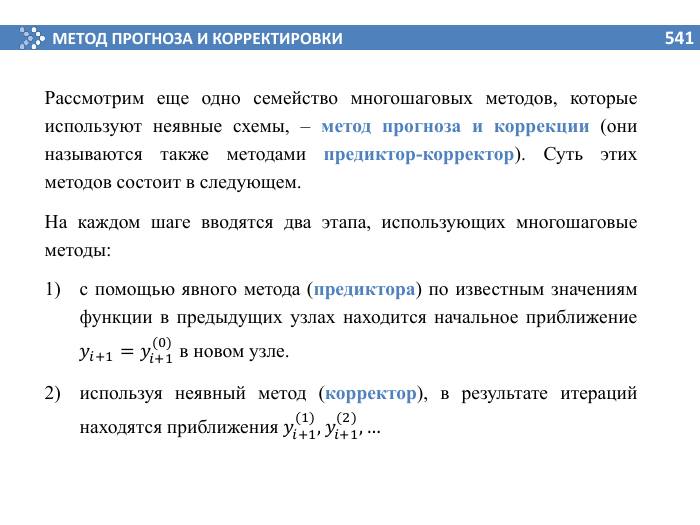 МЕТОД ПРОГНОЗА И КОРРЕКТИРОВКИ 541
Рассмотрим еще одно семейство многошаговых методов, которые
используют неявные схемы, – метод прогноза и коррекции (они
называются также методами предиктор-корректор). Суть этих
методов состоит в следующем.
На каждом шаге вводятся два этапа, использующих многошаговые
методы:
1) с помощью явного метода (предиктора) по известным значениям
функции в предыдущих узлах находится начальное приближение
$y_{i+1} = y_{i+1}^{(0)}$ в новом узле.
2) используя неявный метод (корректор), в результате итераций
находятся приближения $y_{i+1}^{(1)}, y_{i+1}^{(2)}, \ldots$